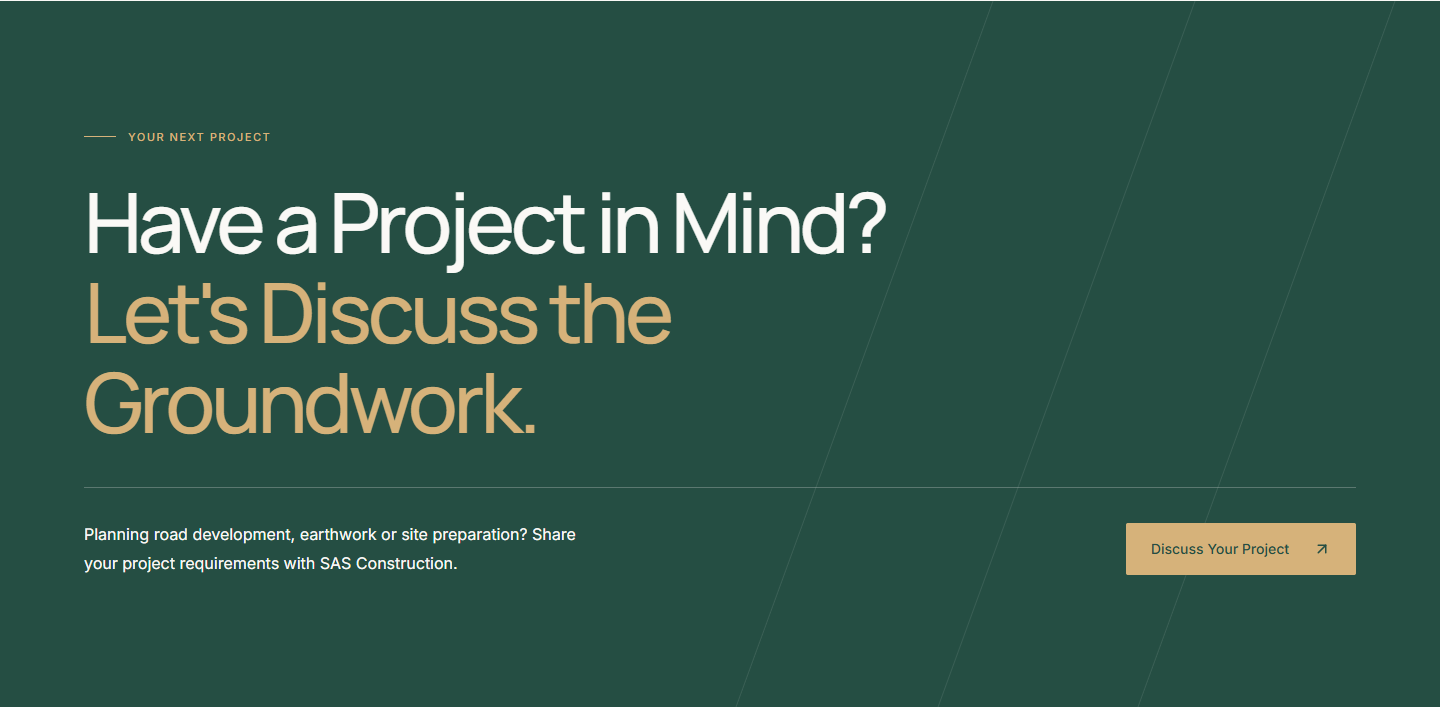 YOUR NEXT PROJECT
Have a Project in Mind?
Let's Discuss the
Groundwork.
Planning road development, earthwork or site preparation? Share
your project requirements with SAS Construction.
Discuss Your Project